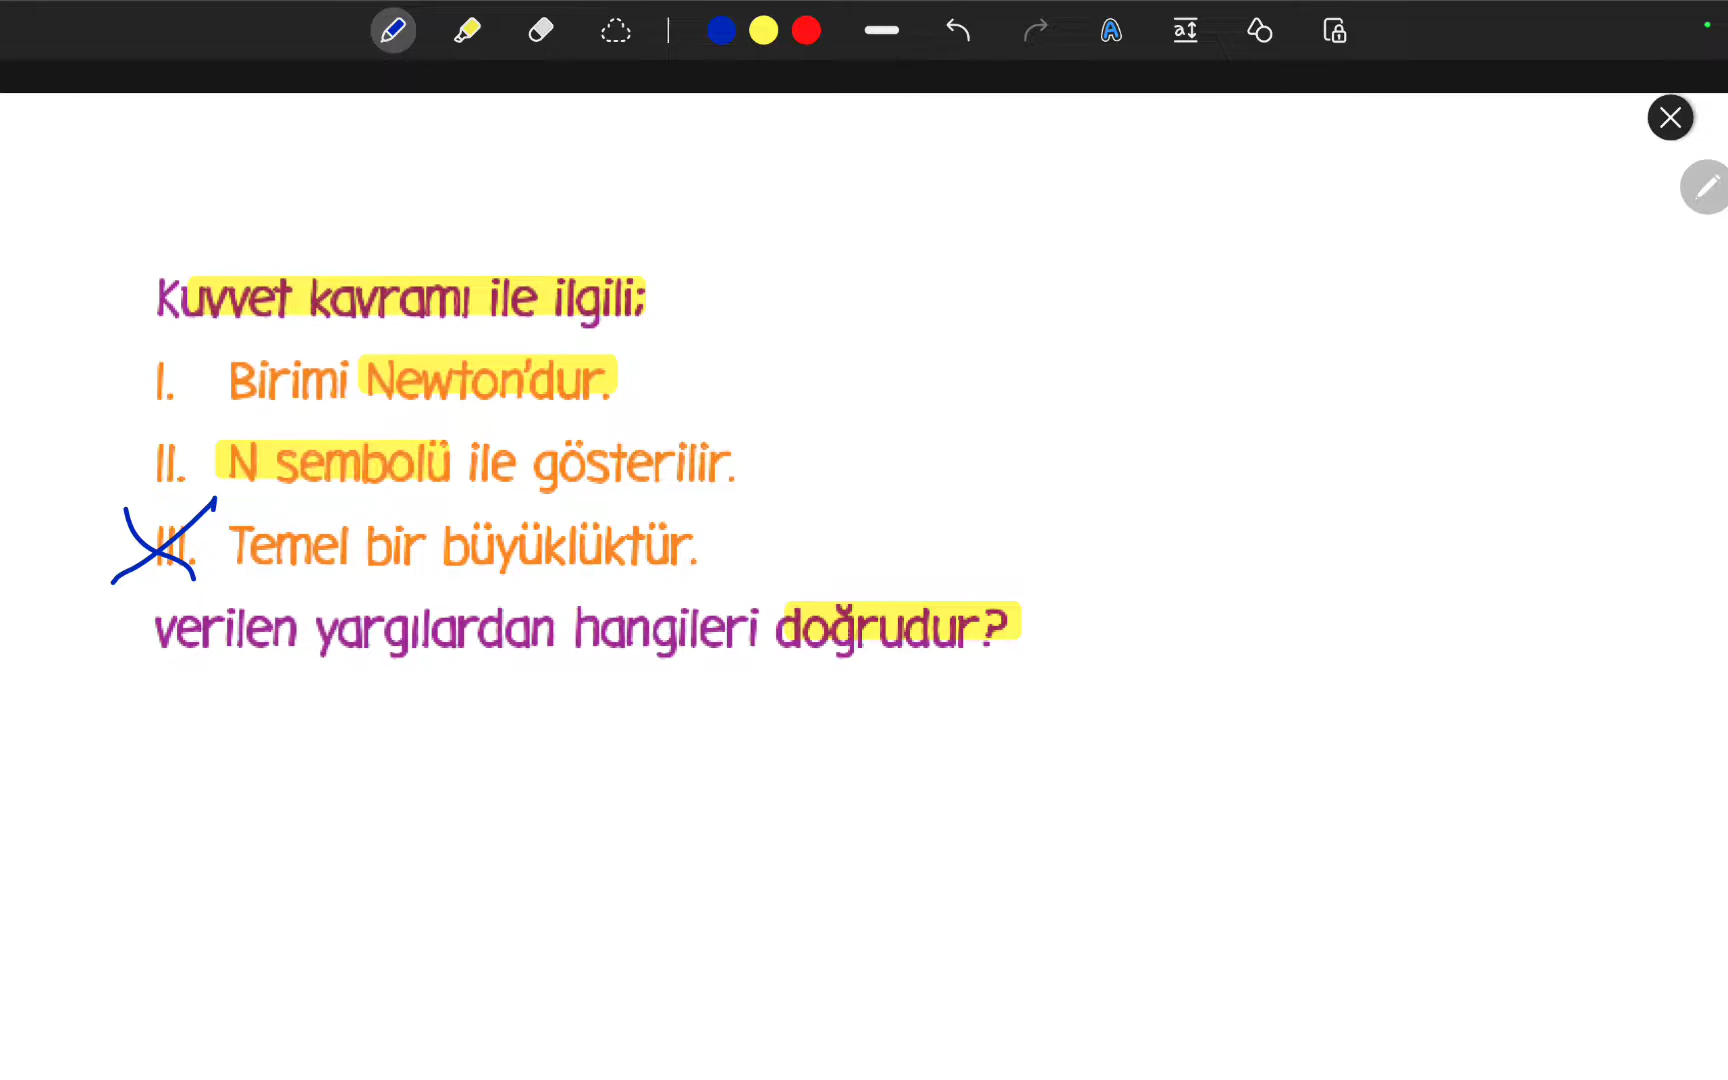 Kuvvet kavramı ile ilgili;
I. Birimi Newton'dur.
II. N sembolü ile gösterilir.
III. Temel bir büyüklüktür.
verilen yargılardan hangileri doğrudur?